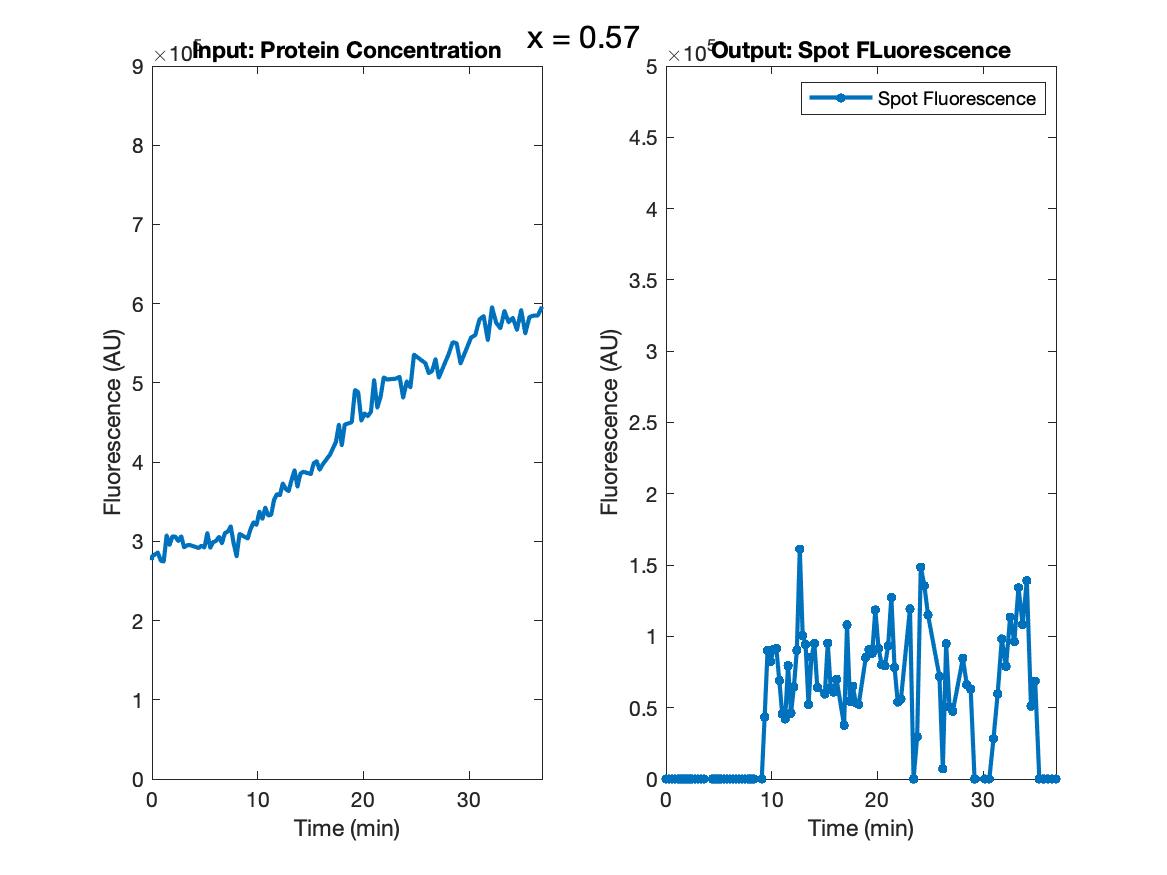 x = 0.57
×10⁵
Input: Protein Concentration
9
8
7
6
5
4
3
2
1
0
Fluorescence (AU)
0 10 20 30
Time (min)
×10⁵
Output: Spot FLuorescence
Spot Fluorescence
5
4.5
4
3.5
3
2.5
2
1.5
1
0.5
0
Fluorescence (AU)
0 10 20 30
Time (min)